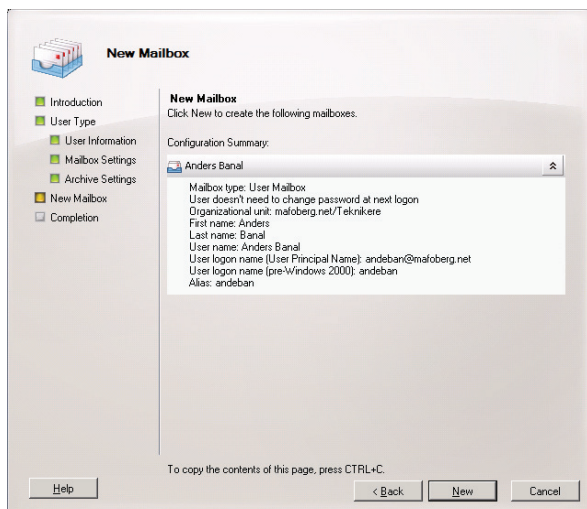 New Mailbox
Introduction
User Type
User Information
Mailbox Settings
Archive Settings
New Mailbox
Completion
New Mailbox
Click New to create the following mailboxes.
Configuration Summary:
Anders Banal
Mailbox type: User Mailbox
User doesn't need to change password at next logon
Organizational unit: mafoberg.net/Teknikere
First name: Anders
Last name: Banal
User name: Anders Banal
User logon name (User Principal Name): andeban@mafoberg.net
User logon name (pre-Windows 2000): andeban
Alias: andeban
To copy the contents of this page, press CTRL+C.
Help
< Back
New
Cancel